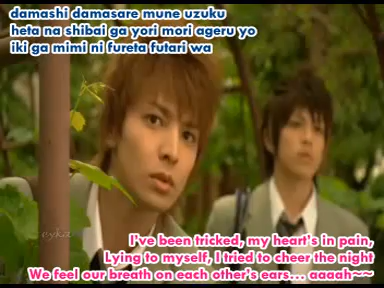 damashi damasare mune uzuku
heta na shibai ga yori mori ageru yo
iki ga mimi ni fureta futari wa
I've been tricked, my heart's in pain,
Lying to myself, I tried to cheer the night
We feel our breath on each other's ears.... aaaah~~